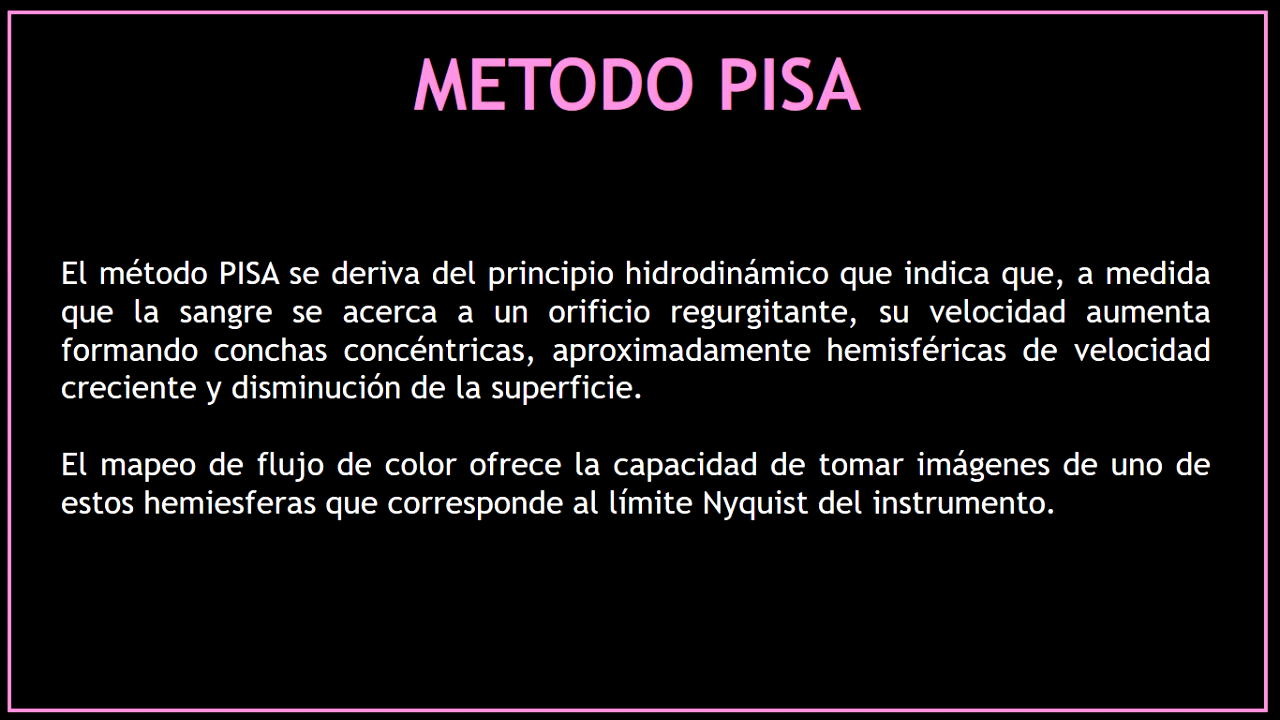 METODO PISA
El método PISA se deriva del principio hidrodinámico que indica que, a medida
que la sangre se acerca a un orificio regurgitante, su velocidad aumenta
formando conchas concéntricas, aproximadamente hemisféricas de velocidad
creciente y disminución de la superficie.
El mapeo de flujo de color ofrece la capacidad de tomar imágenes de uno de
estos hemiesferas que corresponde al límite Nyquist del instrumento.